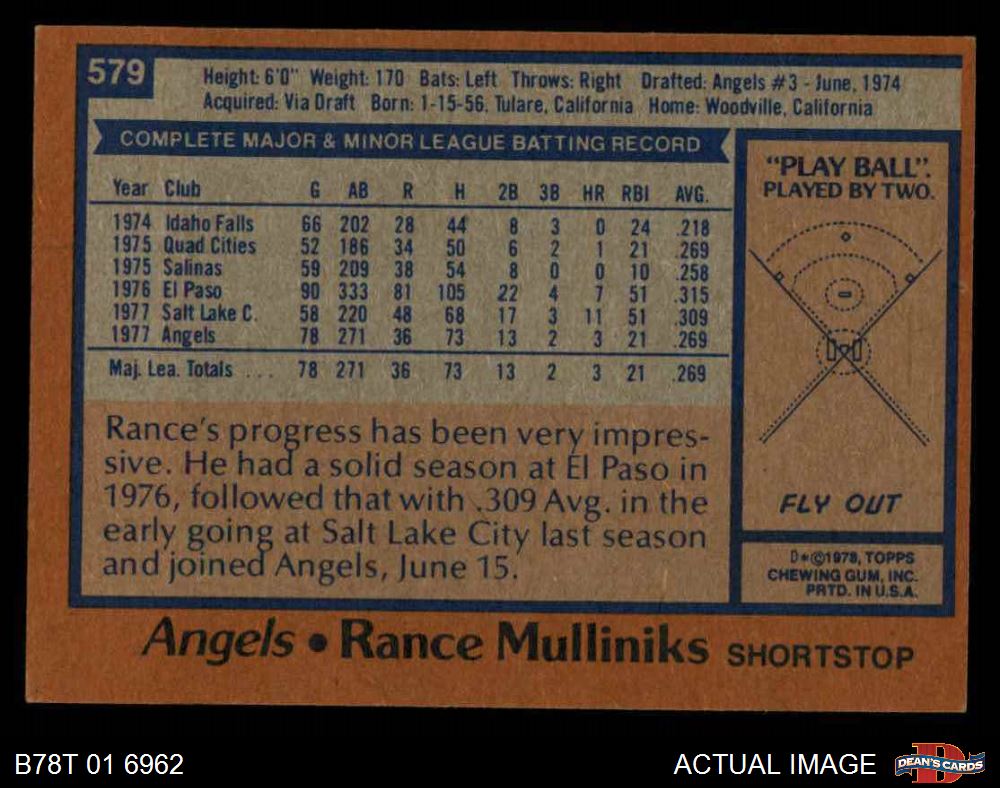 579
Height: 6'0" Weight: 170 Bats: Left Throws: Right Drafted: Angels #3 - June, 1974
Acquired: Via Draft Born: 1-15-56, Tulare, California Home: Woodville, California
COMPLETE MAJOR & MINOR LEAGUE BATTING RECORD
Year Club G AB R H 2B 3B HR RBI AVG.
1974 Idaho Falls 66 202 28 44 8 3 0 24 .218
1975 Quad Cities 52 186 34 50 6 2 1 21 .269
1975 Salinas 59 209 38 54 8 0 0 10 .258
1976 El Paso 90 333 81 105 22 4 7 51 .315
1977 Salt Lake C. 58 220 48 68 17 3 11 51 .309
1977 Angels 78 271 36 73 13 2 3 21 .269
Maj. Lea. Totals ... 78 271 36 73 13 2 3 21 .269
Rance's progress has been very impres-
sive. He had a solid season at El Paso in
1976, followed that with .309 Avg. in the
early going at Salt Lake City last season
and joined Angels, June 15.
"PLAY BALL".
PLAYED BY TWO.
FLY OUT
D*©1978, TOPPS
CHEWING GUM, INC.
PRTD. IN U.S.A.
Angels • Rance Mulliniks SHORTSTOP
B78T 01 6962
ACTUAL IMAGE
D
DEAN'S CARDS